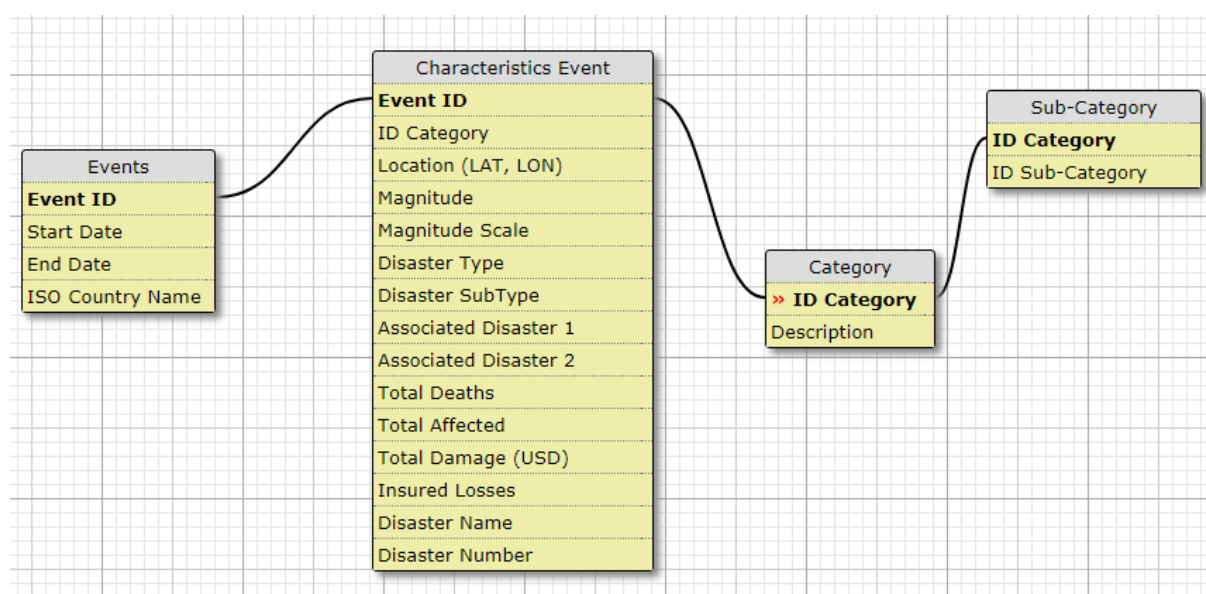 Events
Event ID
Start Date
End Date
ISO Country Name
Characteristics Event
Event ID
ID Category
Location (LAT, LON)
Magnitude
Magnitude Scale
Disaster Type
Disaster SubType
Associated Disaster 1
Associated Disaster 2
Total Deaths
Total Affected
Total Damage (USD)
Insured Losses
Disaster Name
Disaster Number
Category
» ID Category
Description
Sub-Category
ID Category
ID Sub-Category